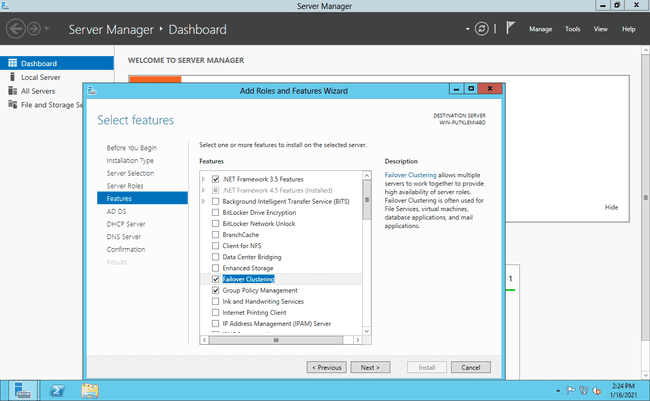 Server Manager
Server Manager • Dashboard
Manage Tools View Help
Dashboard
Local Server
All Servers
File and Storage Se
WELCOME TO SERVER MANAGER
Add Roles and Features Wizard
Select features
DESTINATION SERVER
Before You Begin
Installation Type
Server Selection
Server Roles
Features
AD DS
DHCP Server
DNS Server
Confirmation
Results
Select one or more features to install on the selected server.
Features
.NET Framework 3.5 Features
.NET Framework 4.5 Features (Installed)
Background Intelligent Transfer Service (BITS)
BitLocker Drive Encryption
BitLocker Network Unlock
BranchCache
Client for NFS
Data Center Bridging
Enhanced Storage
Failover Clustering
Group Policy Management
Ink and Handwriting Services
Internet Printing Client
IP Address Management (IPAM) Server
Description
Failover Clustering allows multiple
servers to work together to provide
high availability of server roles.
Failover Clustering is often used for
File Services, virtual machines,
database applications, and mail
applications.
Hide
1
< Previous
Next >
Install
Cancel
2:24 PM
1/16/2021